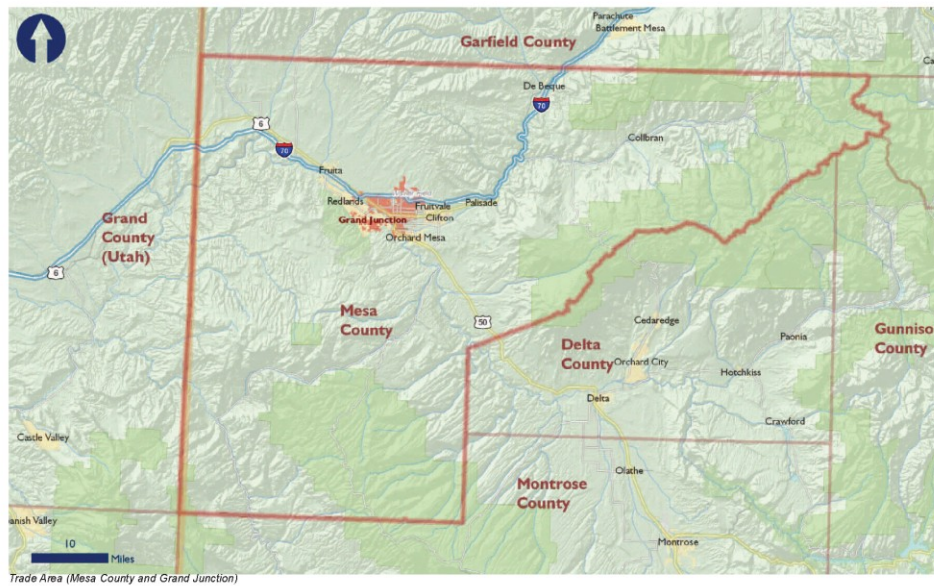 Parachute
Battlement Mesa
Garfield County
De Beque
70
6
Collbran
70
Fruita
Redlands
Fruitvale
Palisade
Grand Junction
Clifton
Orchard Mesa
Grand
County
(Utah)
6
Mesa
County
50
Cedaredge
Delta
County
Orchard City
Paonia
Gunniso
County
Hotchkiss
Delta
Crawford
Castle Valley
Olathe
Montrose
County
anish Valley
Montrose
10
Miles
Trade Area (Mesa County and Grand Junction)